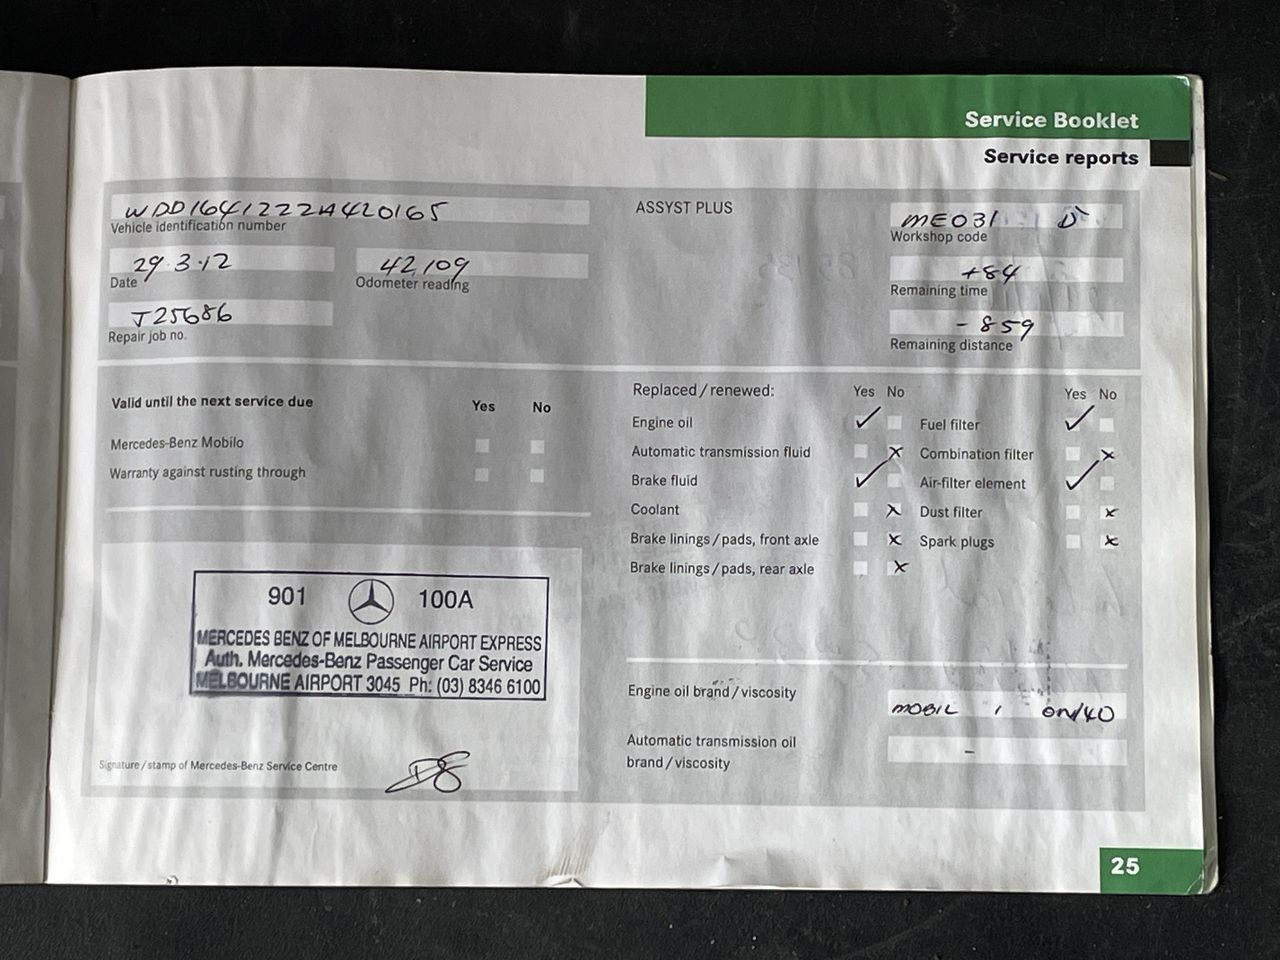 Service Booklet
Service reports
WDD1641222A420165
Vehicle identification number
29.3.12
Date
42,109
Odometer reading
J25686
Repair job no.
ASSYST PLUS
ME031 D
Workshop code
+84
Remaining time
- 859
Remaining distance
Valid until the next service due Yes No
Mercedes-Benz Mobilo
Warranty against rusting through
Replaced/renewed: Yes No
Engine oil
Automatic transmission fluid
Brake fluid
Coolant
Brake linings/pads, front axle
Brake linings/pads, rear axle
Yes No
Fuel filter
Combination filter
Air-filter element
Dust filter
Spark plugs
901 100A
MERCEDES BENZ OF MELBOURNE AIRPORT EXPRESS
Auth. Mercedes-Benz Passenger Car Service
MELBOURNE AIRPORT 3045 Ph: (03) 8346 6100
Signature/stamp of Mercedes-Benz Service Centre
Engine oil brand/viscosity
MOBIL 1 0W/40
Automatic transmission oil
brand/viscosity
-
25